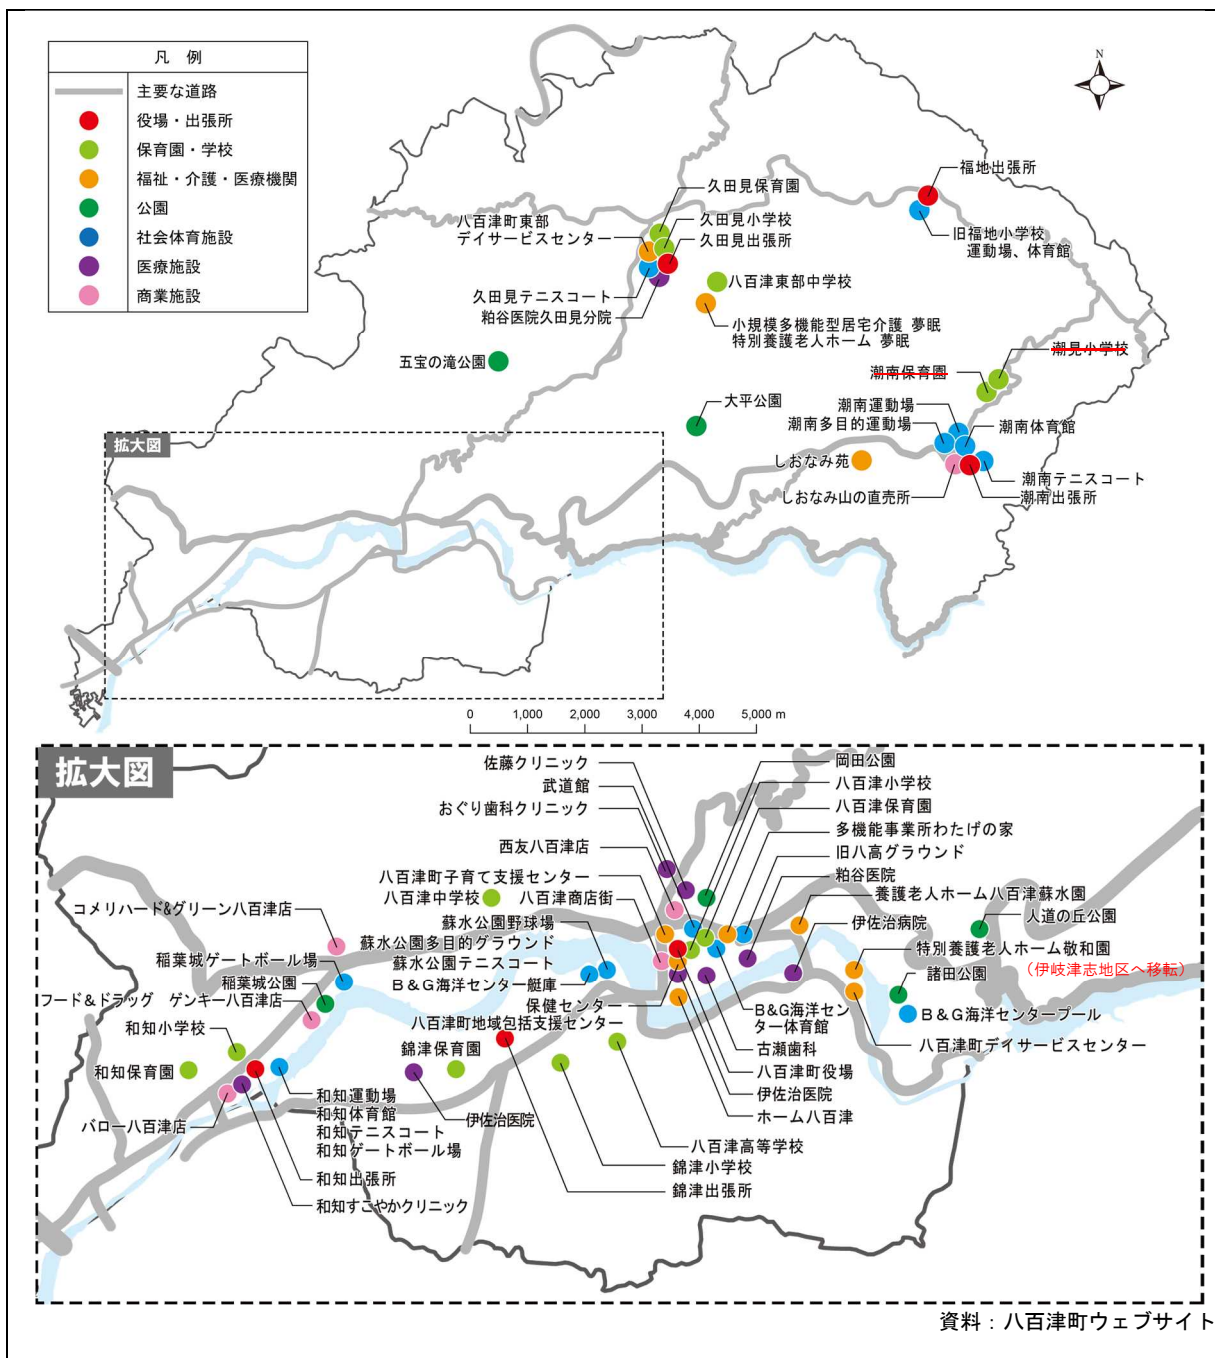 凡 例
主要な道路
役場・出張所
保育園・学校
福祉・介護・医療機関
公園
社会体育施設
医療施設
商業施設
N
福地出張所
旧福地小学校
運動場、体育館
久田見保育園
久田見小学校
久田見出張所
八百津町東部
デイサービスセンター
久田見テニスコート
粕谷医院久田見分院
八百津東部中学校
小規模多機能型居宅介護 夢眠
特別養護老人ホーム 夢眠
五宝の滝公園
大平公園
潮見小学校
潮南保育園
潮南運動場
潮南多目的運動場
潮南体育館
しおなみ苑
潮南テニスコート
しおなみ山の直売所
潮南出張所
拡大図
0 1,000 2,000 3,000 4,000 5,000 m
拡大図
佐藤クリニック
武道館
おぐり歯科クリニック
西友八百津店
八百津町子育て支援センター
八百津中学校
八百津商店街
蘇水公園野球場
蘇水公園多目的グラウンド
蘇水公園テニスコート
B&G海洋センター艇庫
保健センター
八百津町地域包括支援センター
岡田公園
八百津小学校
八百津保育園
多機能事業所わたげの家
旧八高グラウンド
粕谷医院
養護老人ホーム八百津蘇水園
伊佐治病院
人道の丘公園
特別養護老人ホーム敬和園
(伊岐津志地区へ移転)
諸田公園
B&G海洋センタープール
八百津町デイサービスセンター
B&G海洋セン
ター体育館
古瀬歯科
八百津町役場
伊佐治医院
ホーム八百津
コメリハード&グリーン八百津店
稲葉城ゲートボール場
稲葉城公園
フード&ドラッグ ゲンキー八百津店
和知小学校
和知保育園
バロー八百津店
和知運動場
和知体育館
和知テニスコート
和知ゲートボール場
和知出張所
和知すこやかクリニック
錦津保育園
伊佐治医院
八百津高等学校
錦津小学校
錦津出張所
資料：八百津町ウェブサイト